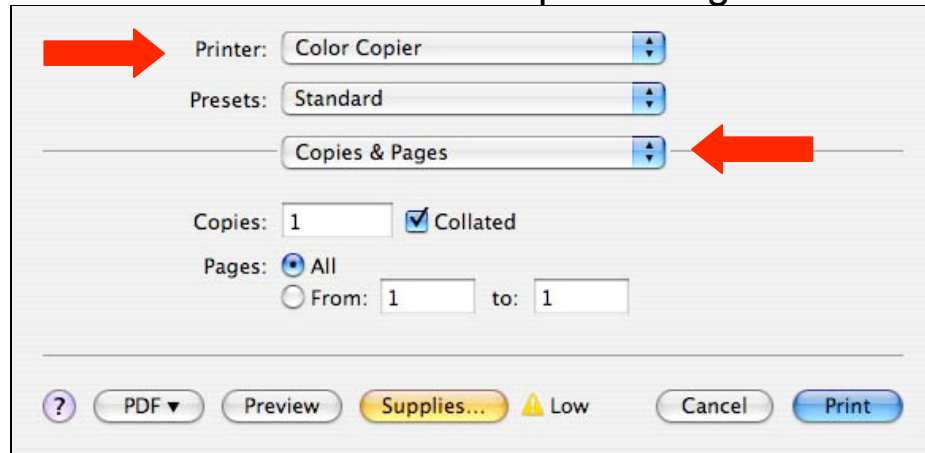 Printer: Color Copier
Presets: Standard
Copies & Pages
Copies: 1 Collated
Pages: All
From: 1 to: 1
? PDF▼ Preview Supplies... Low Cancel Print